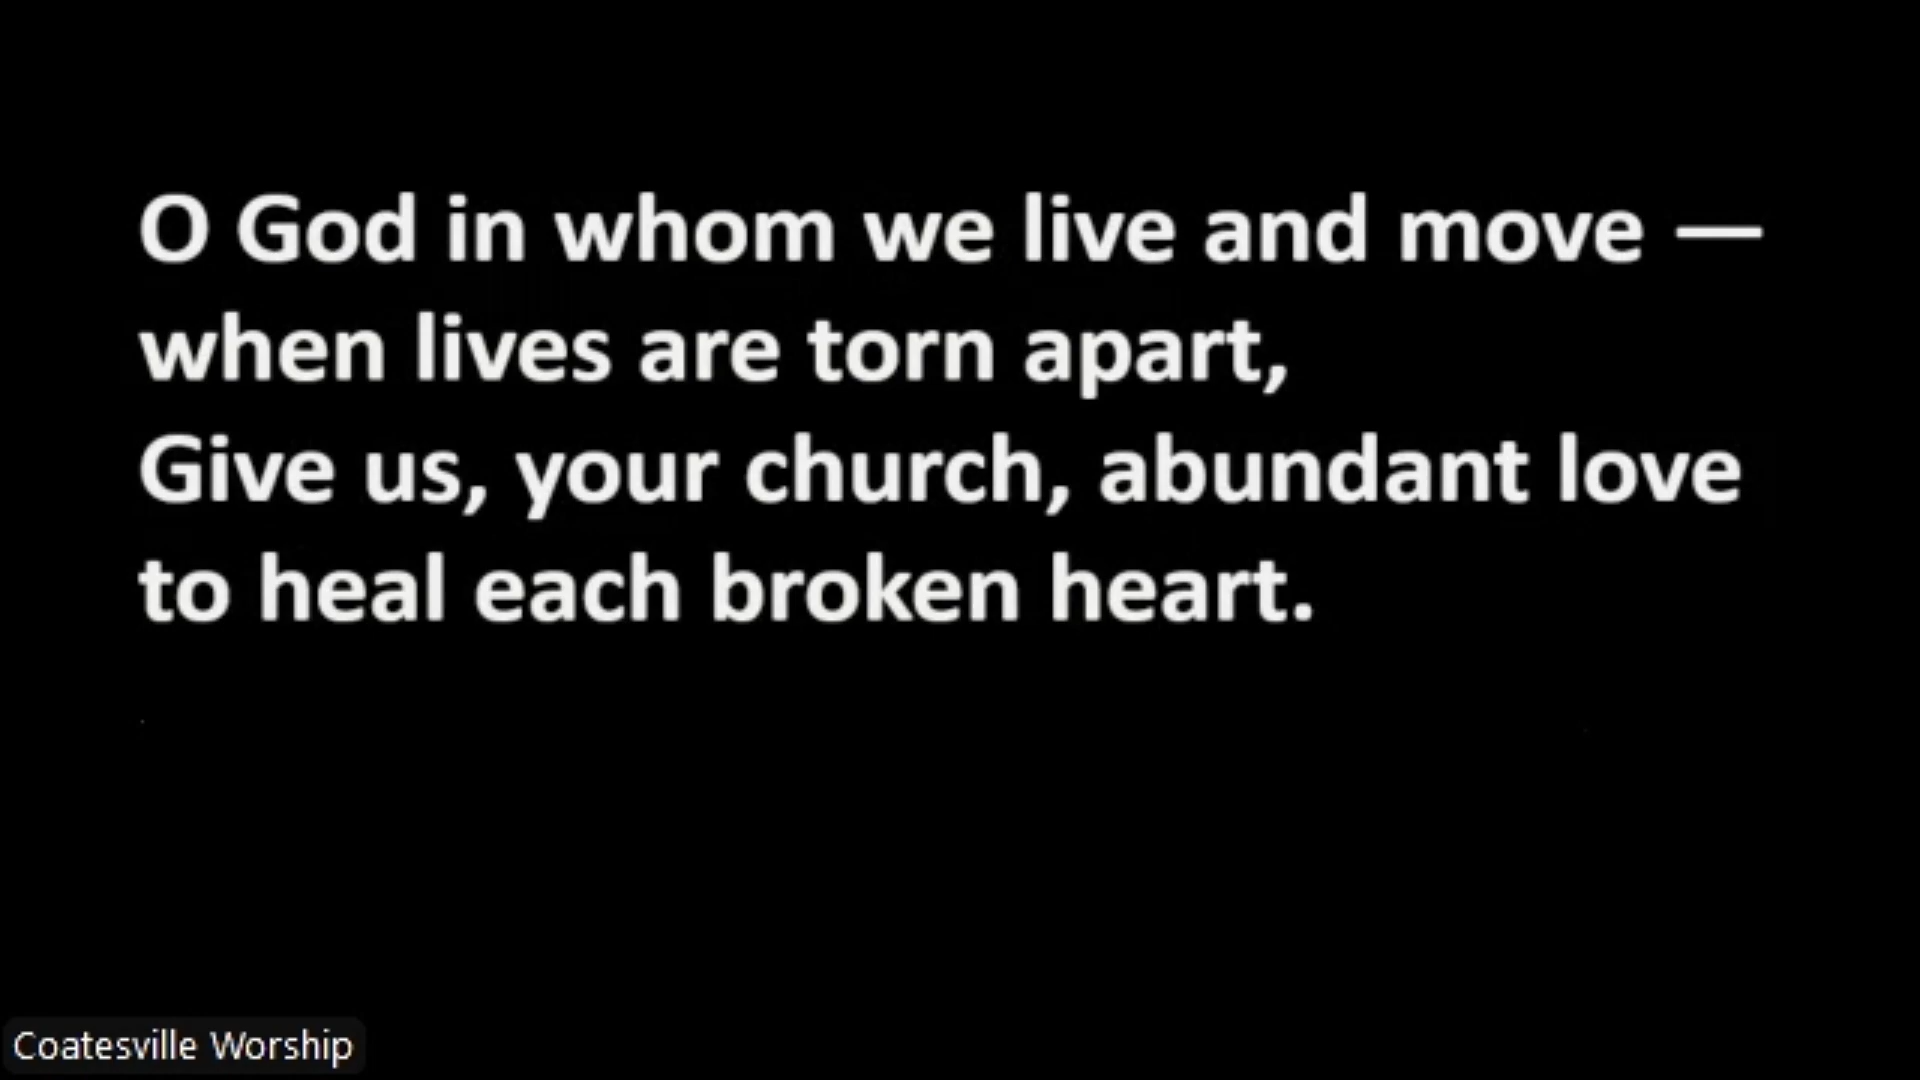 O God in whom we live and move —
when lives are torn apart,
Give us, your church, abundant love
to heal each broken heart.
Coatesville Worship